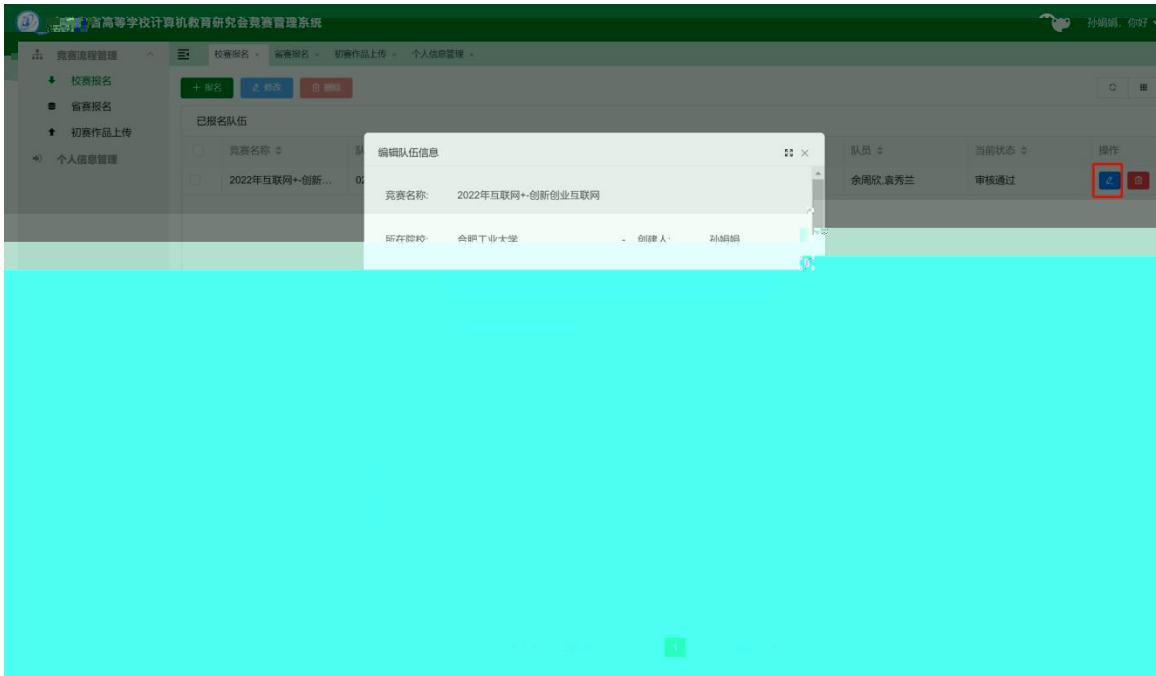 省高等学校计算机教育研究会竞赛管理系统
孙娟娟，你好
竞赛流程管理
校赛报名
省赛报名
初赛作品上传
个人信息管理
校赛报名 省赛报名 初赛作品上传 个人信息管理
+ 报名 修改 删除
已报名队伍
竞赛名称 队 队员 当前状态 操作
2022年互联网+-创新... 02 余周欣,袁秀兰 审核通过
编辑队伍信息
竞赛名称: 2022年互联网+-创新创业互联网
所在院校: 合肥工业大学 - 创建人: 孙娟娟
1